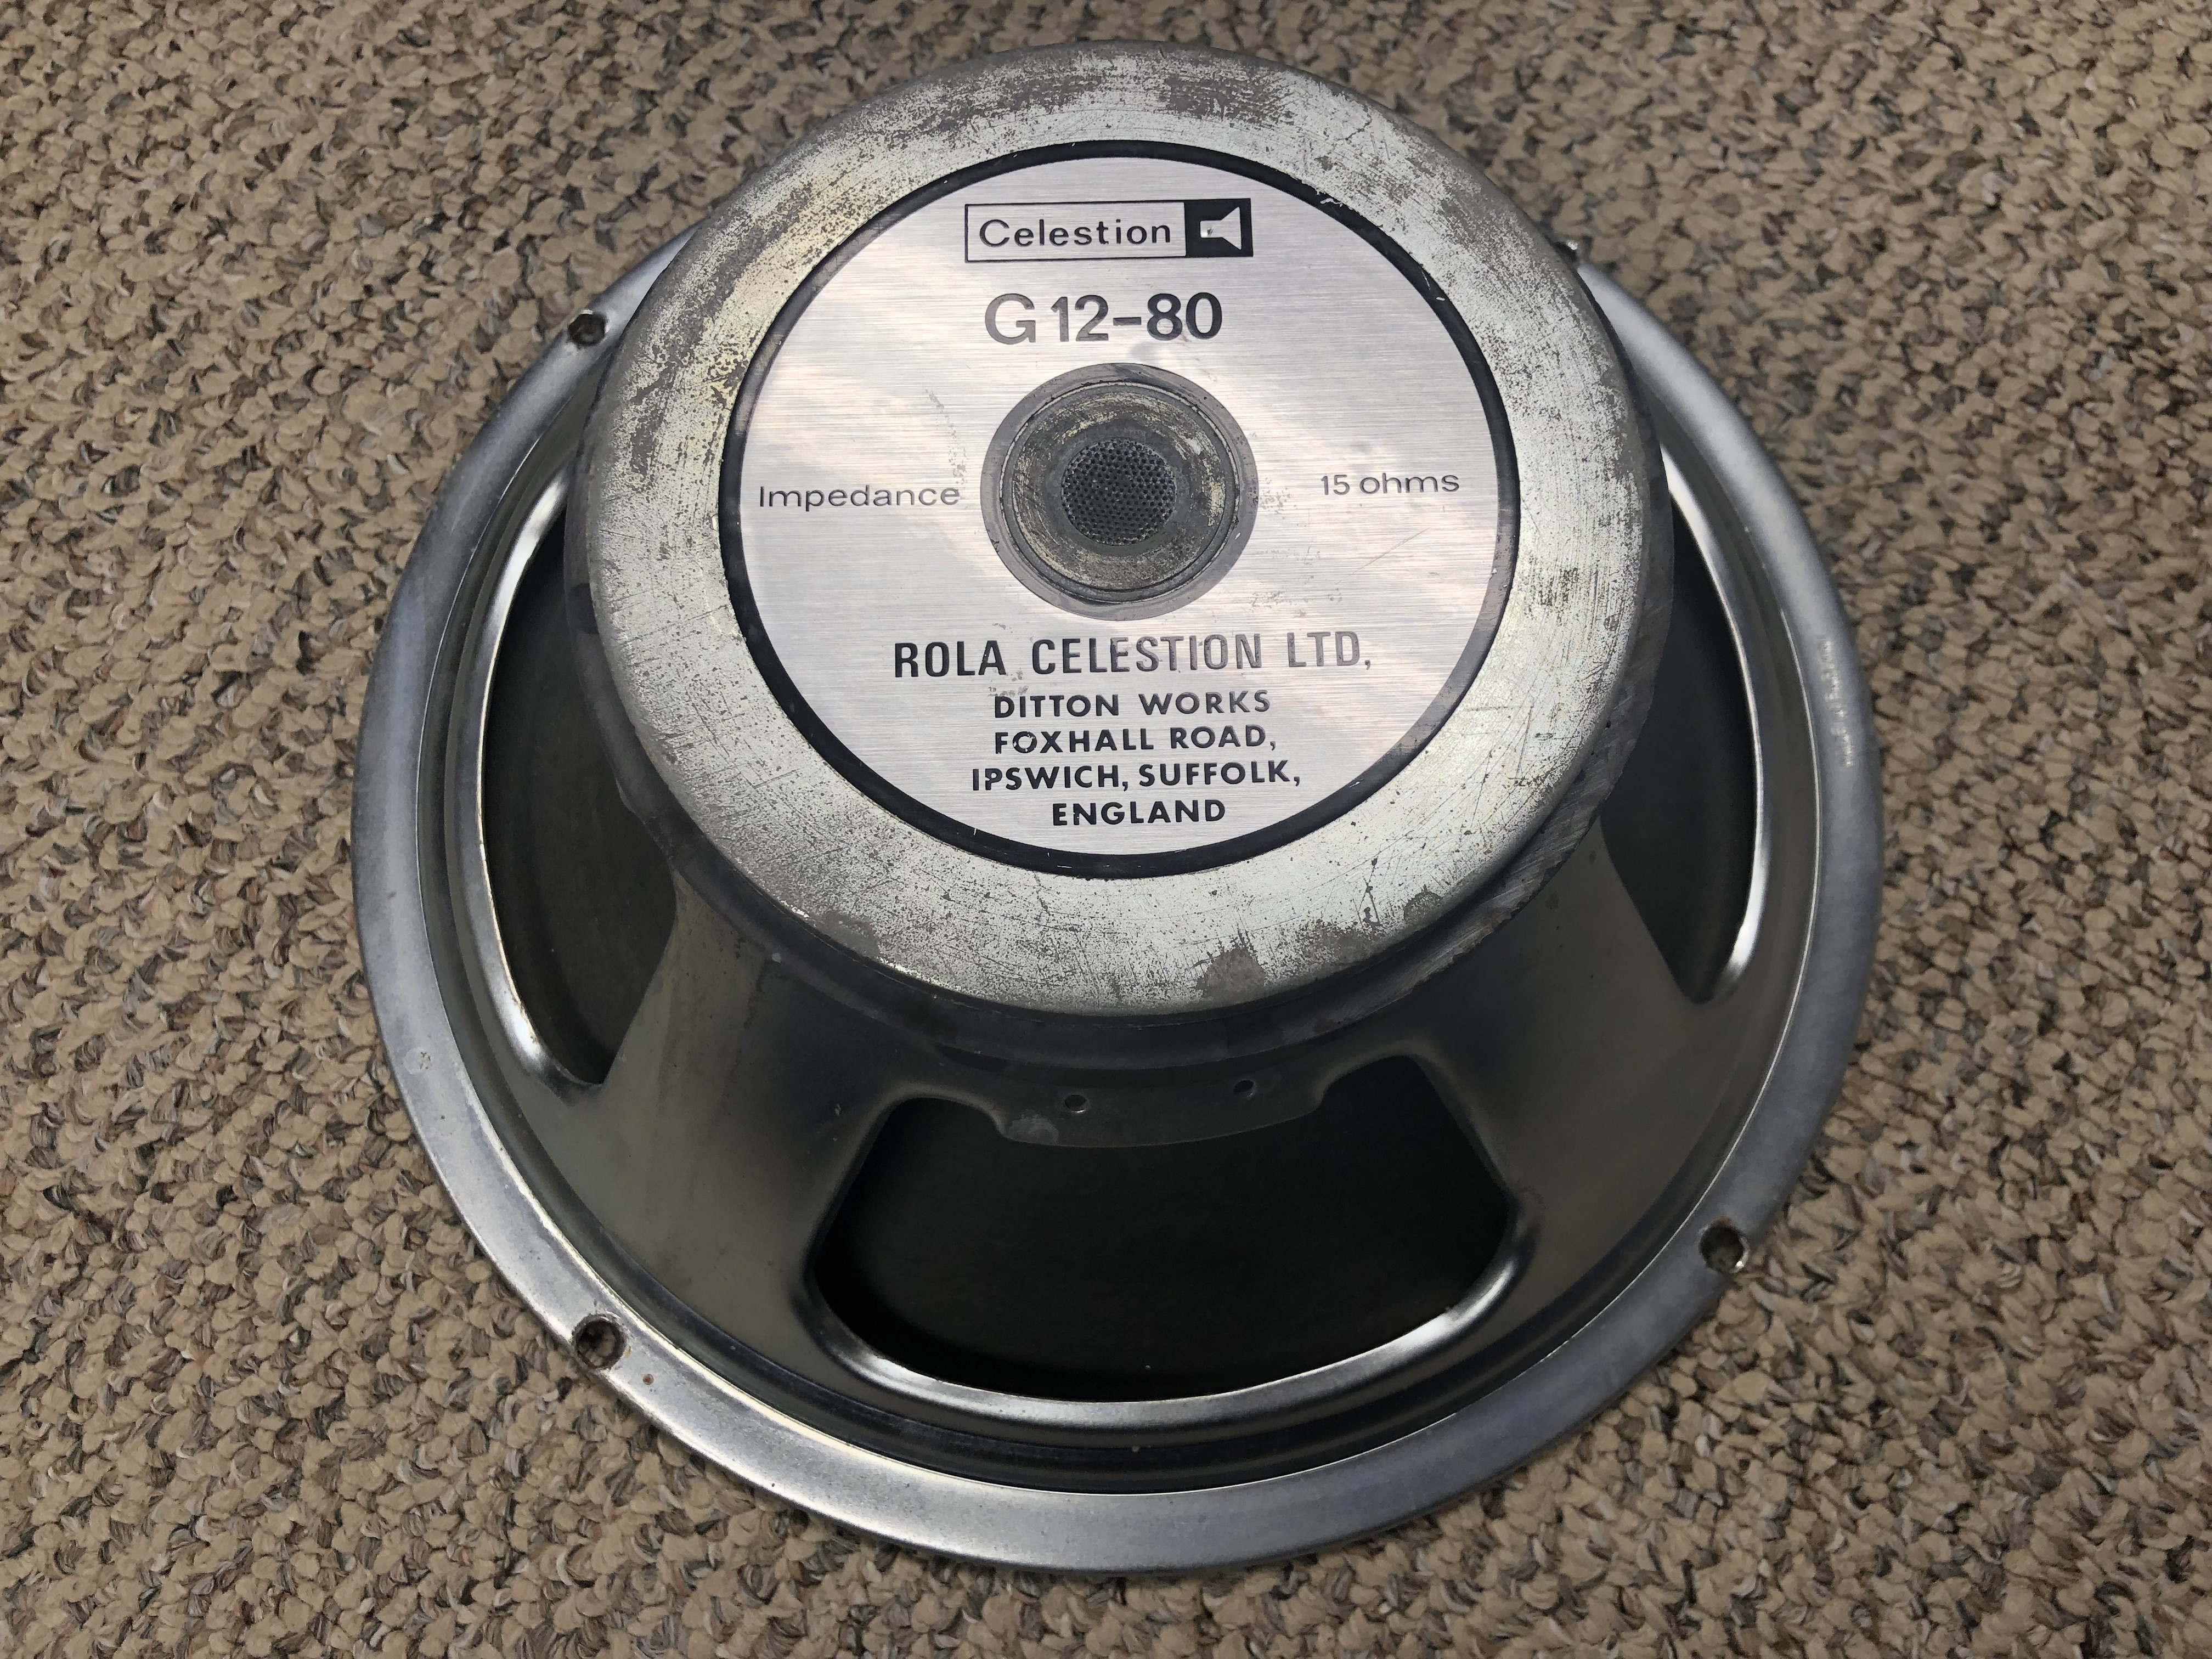 Celestion
G12-80
Impedance 15 ohms
ROLA CELESTION LTD,
DITTON WORKS
FOXHALL ROAD,
IPSWICH, SUFFOLK,
ENGLAND